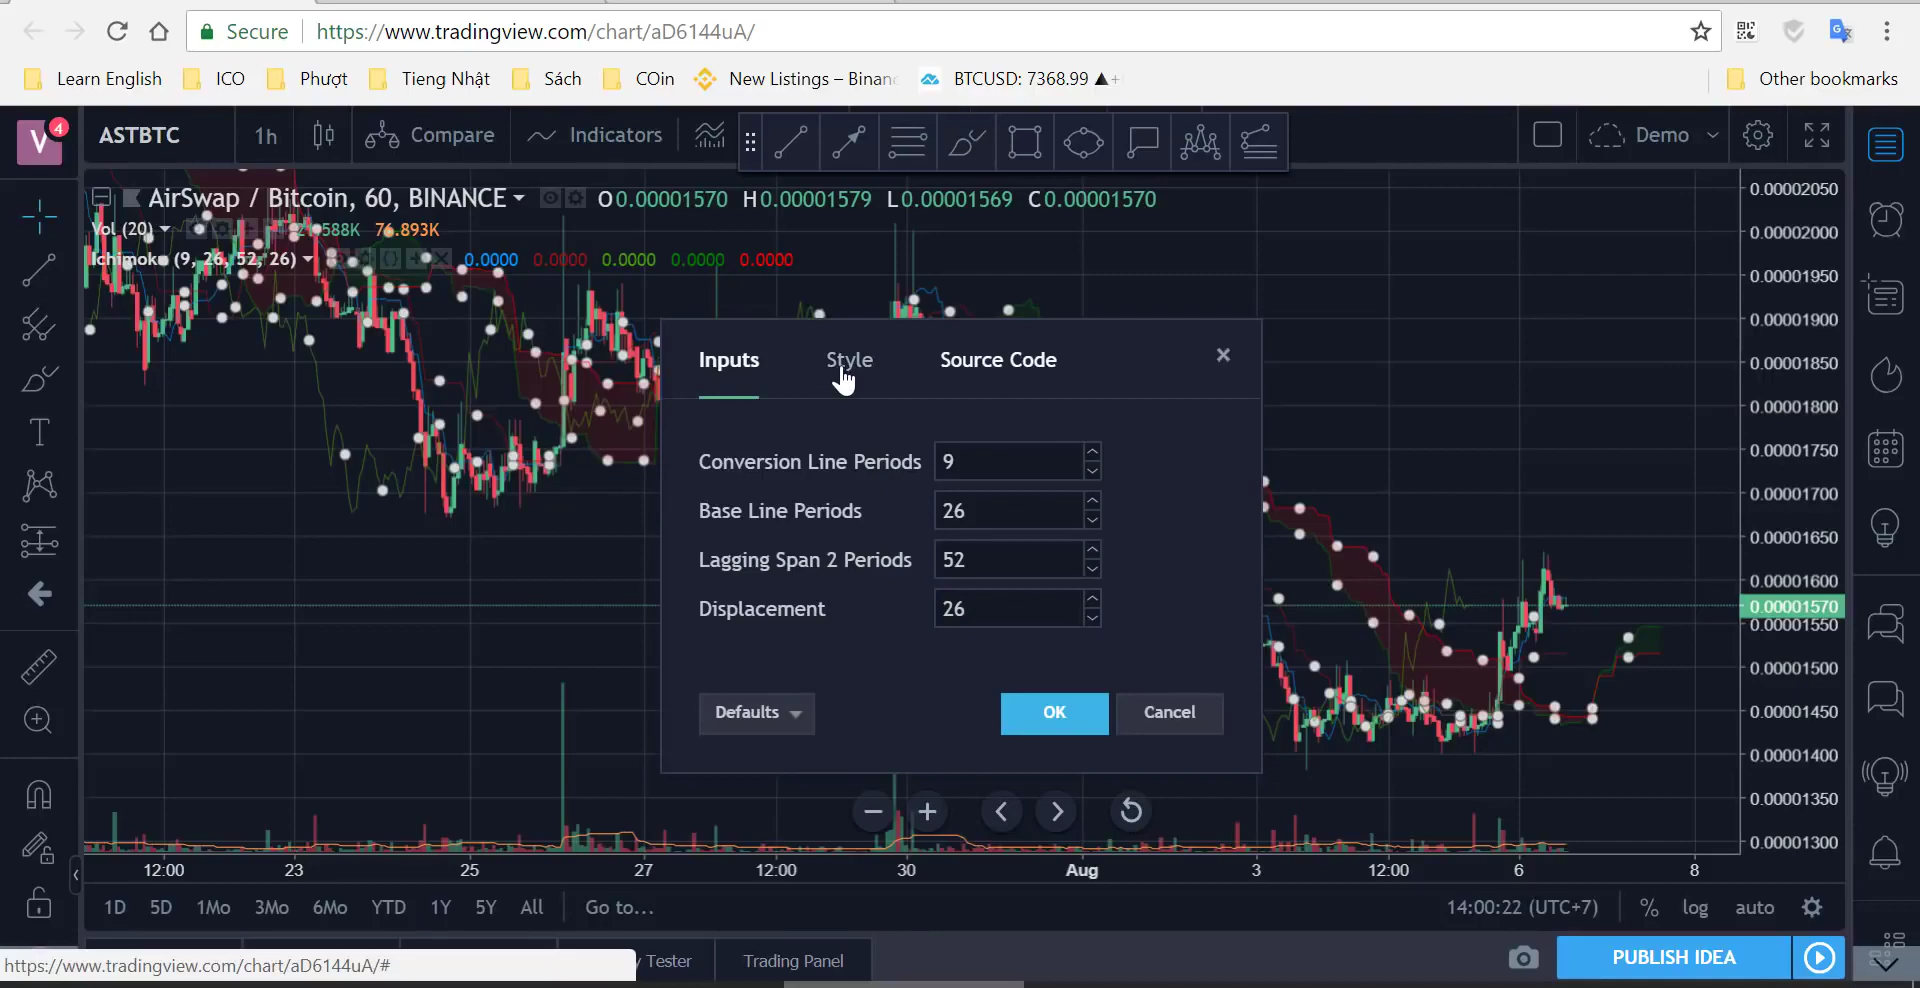 Secure https://www.tradingview.com/chart/aD6144uA/
Learn English ICO Phượt Tieng Nhật Sách COin New Listings – Binan BTCUSD: 7368.99 ▲+ Other bookmarks
V 4 ASTBTC 1h Compare Indicators Demo
AirSwap / Bitcoin, 60, BINANCE O0.00001570 H0.00001579 L0.00001569 C0.00001570
Vol (20) 588K 76.893K
Ichimoku (9, 26, 52, 26) 0.0000 0.0000 0.0000 0.0000 0.0000
0.00002050
0.00002000
0.00001950
0.00001900
0.00001850
0.00001800
0.00001750
0.00001700
0.00001650
0.00001600
0.00001570
0.00001550
0.00001500
0.00001450
0.00001400
0.00001350
0.00001300
Inputs Style Source Code ×
Conversion Line Periods 9
Base Line Periods 26
Lagging Span 2 Periods 52
Displacement 26
Defaults OK Cancel
12:00 23 25 27 12:00 30 Aug 3 12:00 6 8
1D 5D 1Mo 3Mo 6Mo YTD 1Y 5Y All Go to... 14:00:22 (UTC+7) % log auto
https://www.tradingview.com/chart/aD6144uA/# Tester Trading Panel PUBLISH IDEA